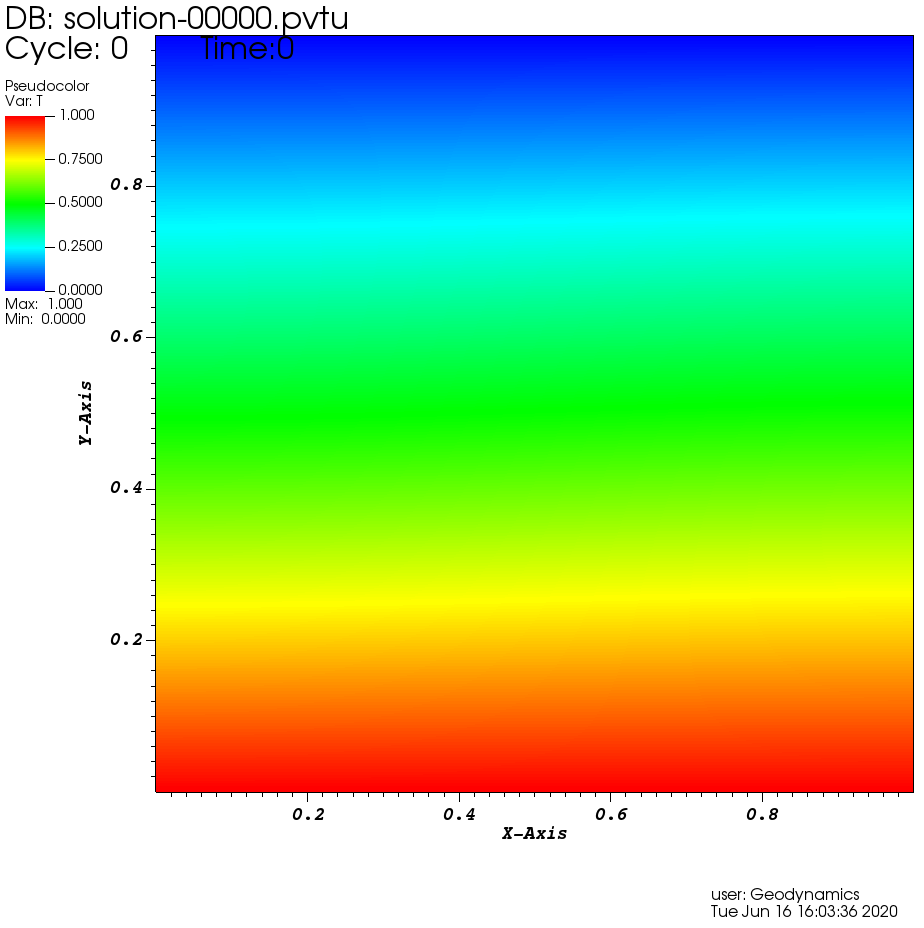 DB: solution-00000.pvtu
Cycle: 0 Time:0
Pseudocolor
Var: T
1.000
0.7500
0.5000
0.2500
0.0000
Max: 1.000
Min: 0.0000
0.8
0.6
0.4
0.2
Y-Axis
0.2 0.4 0.6 0.8
X-Axis
user: Geodynamics
Tue Jun 16 16:03:36 2020